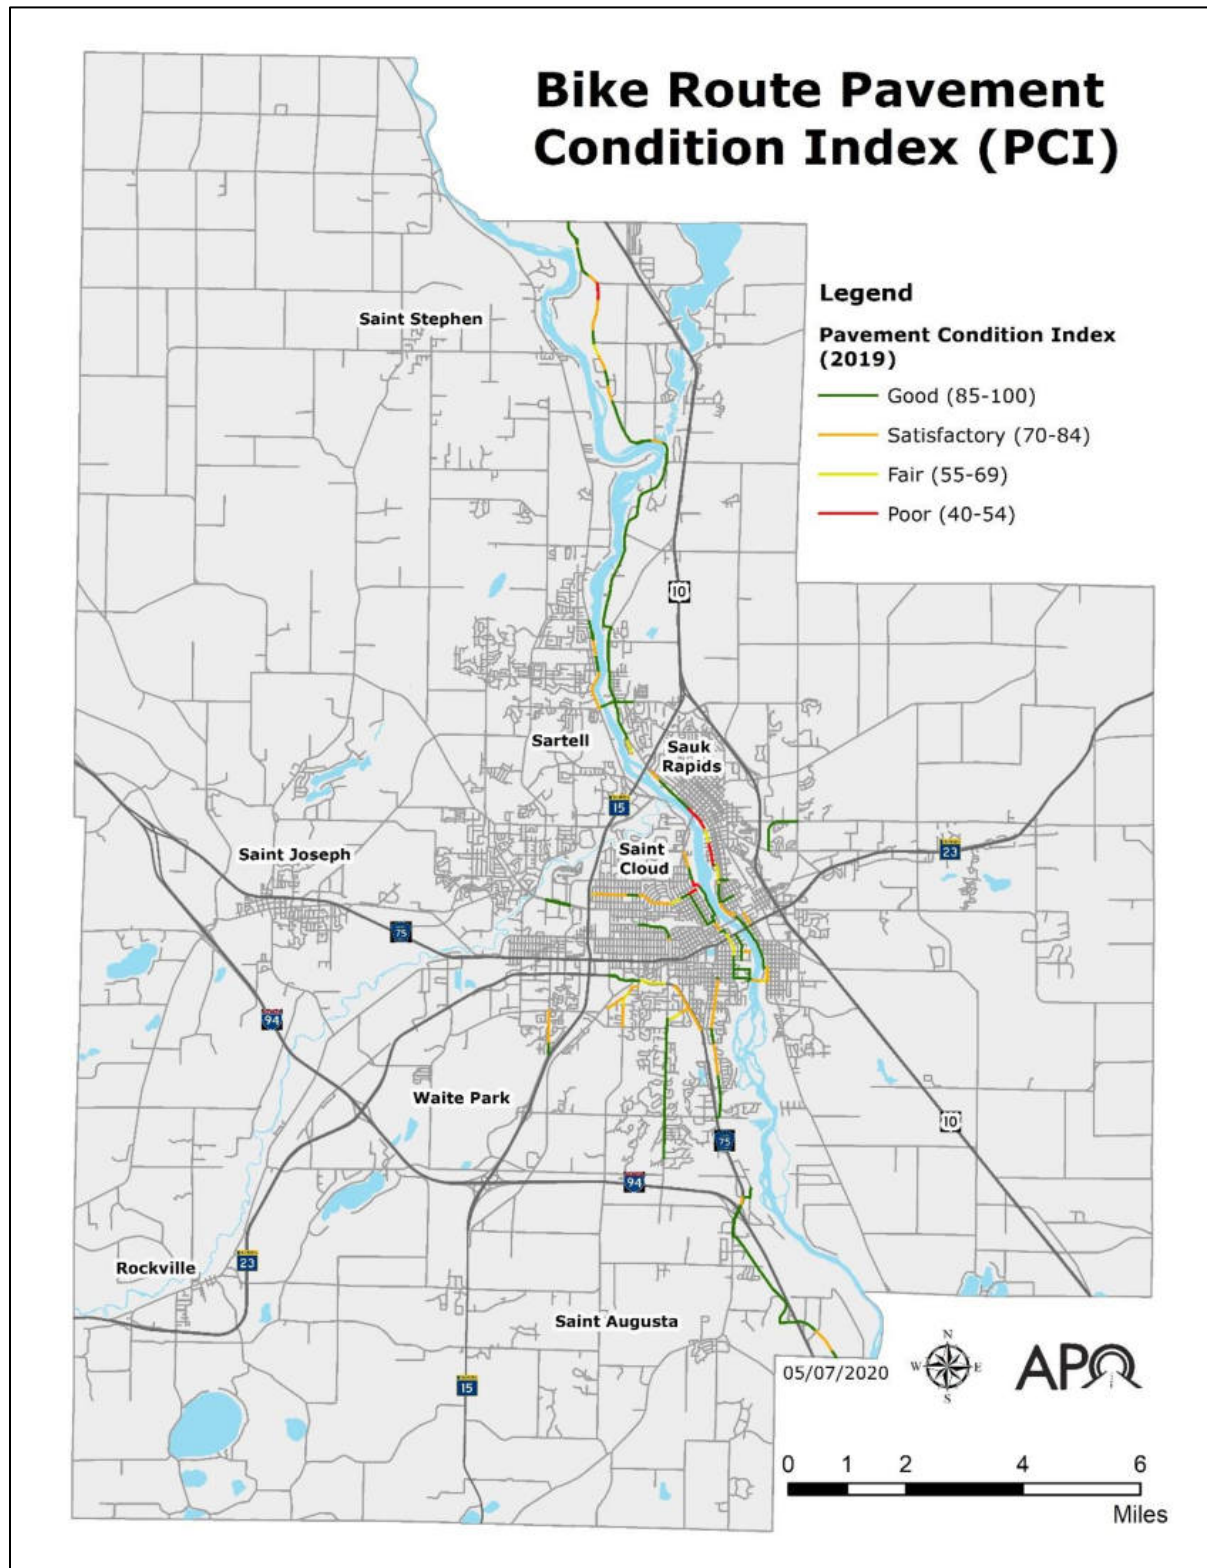 Bike Route Pavement
Condition Index (PCI)
Legend
Pavement Condition Index
(2019)
Good (85-100)
Satisfactory (70-84)
Fair (55-69)
Poor (40-54)
Saint Stephen
10
Sartell
Sauk
Rapids
15
Saint Joseph
Saint
Cloud
23
75
94
Waite Park
10
75
94
Rockville
23
Saint Augusta
15
05/07/2020
N
W
E
S
APO
0
1
2
4
6
Miles